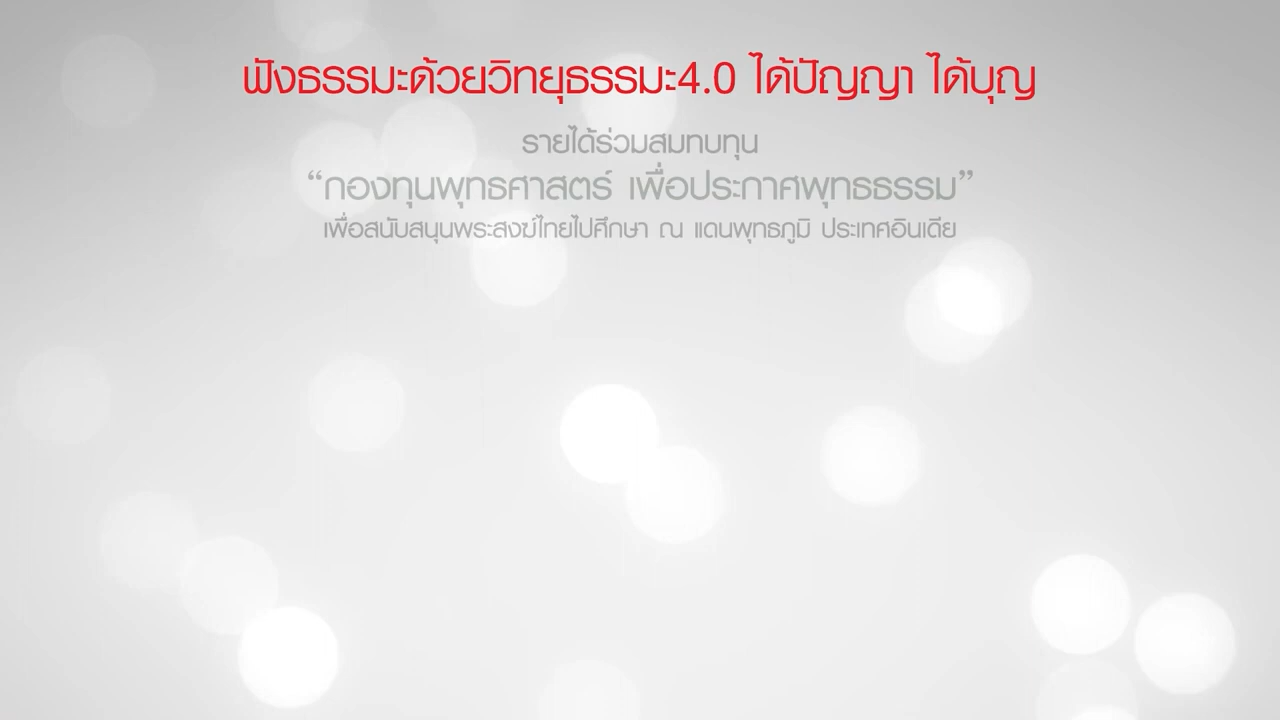 ฟังธรรมะด้วยวิทยุธรรมะ4.0 ได้ปัญญา ได้บุญ
รายได้ร่วมสมทบทุน
“กองทุนพุทธศาสตร์ เพื่อประกาศพุทธธรรม”
เพื่อสนับสนุนพระสงฆ์ไทยไปศึกษา ณ แดนพุทธภูมิ ประเทศอินเดีย